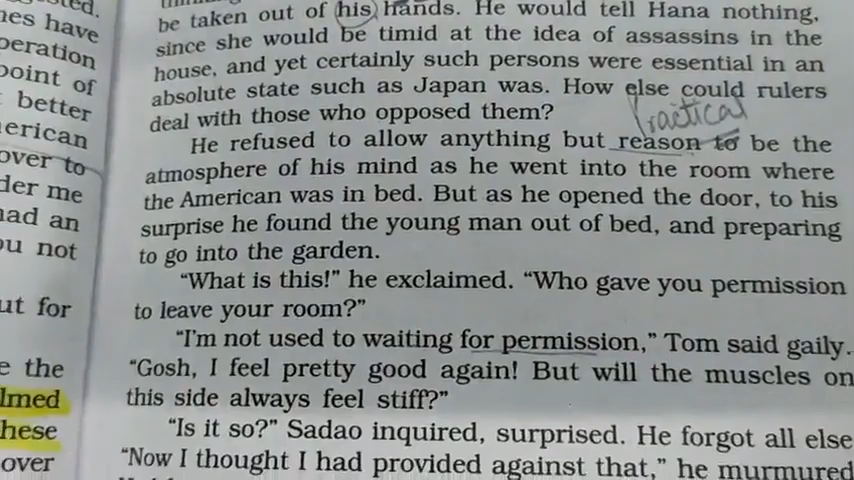 ted.
nes have
peration
point of
better
erican
over to
der me
had an
ou not
ut for
e the
lmed
hese
over
be taken out of his hands. He would tell Hana nothing,
since she would be timid at the idea of assassins in the
house, and yet certainly such persons were essential in an
absolute state such as Japan was. How else could rulers
deal with those who opposed them?
Practical
He refused to allow anything but reason to be the
atmosphere of his mind as he went into the room where
the American was in bed. But as he opened the door, to his
surprise he found the young man out of bed, and preparing
to go into the garden.
“What is this!” he exclaimed. “Who gave you permission
to leave your room?”
“I'm not used to waiting for permission,” Tom said gaily.
“Gosh, I feel pretty good again! But will the muscles on
this side always feel stiff?”
“Is it so?” Sadao inquired, surprised. He forgot all else
“Now I thought I had provided against that,” he murmured